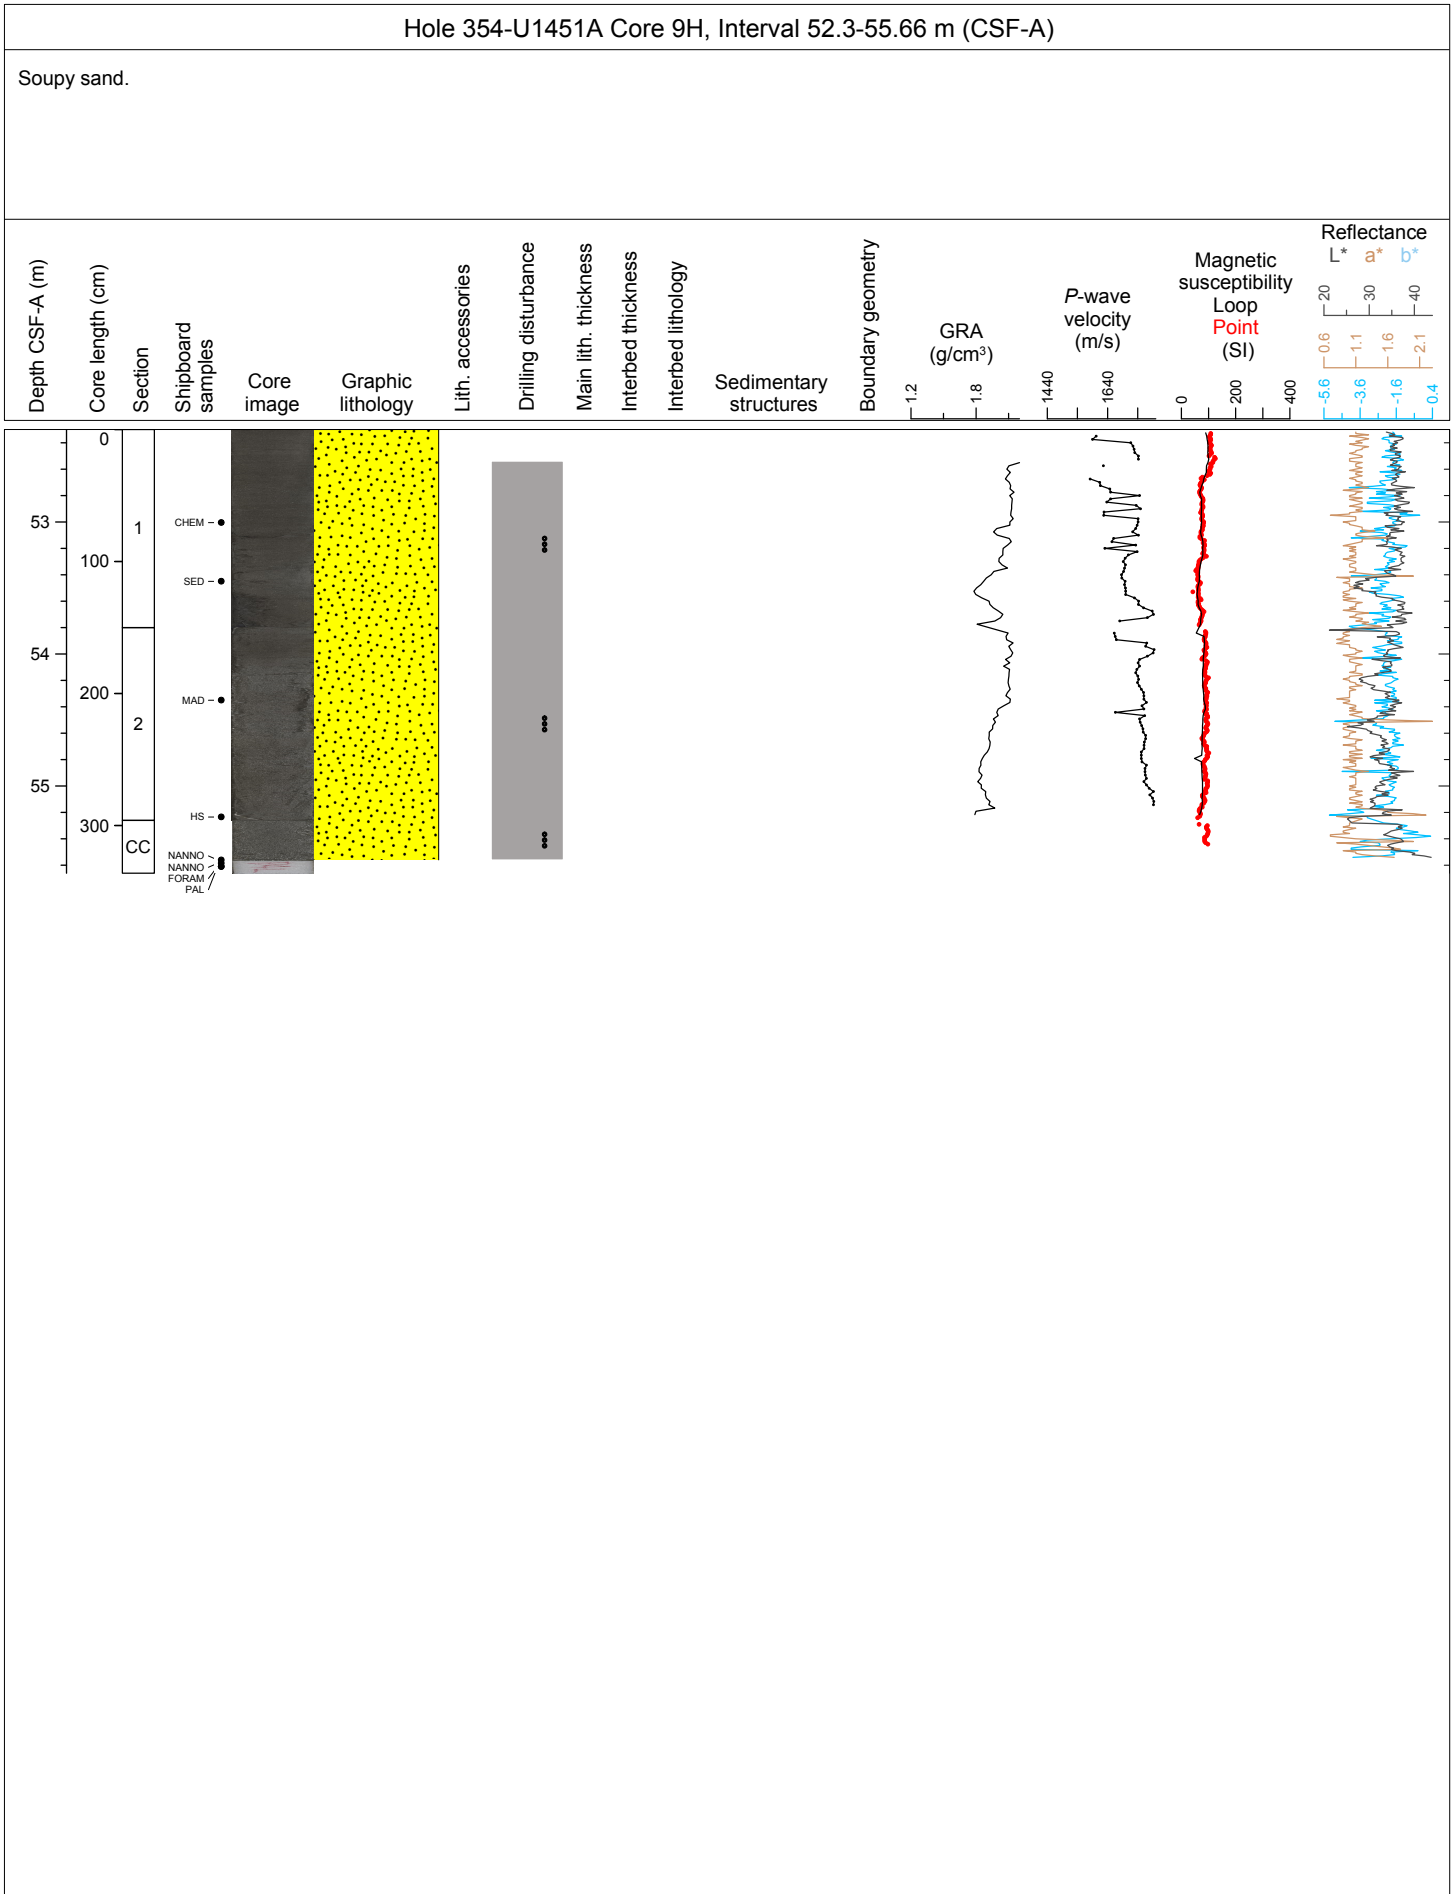 Hole 354-U1451A Core 9H, Interval 52.3-55.66 m (CSF-A)
Soupy sand.
Depth CSF-A (m)
Core length (cm)
Section
Shipboard
samples
Core
image
Graphic
lithology
Lith. accessories
Drilling disturbance
Main lith. thickness
Interbed thickness
Interbed lithology
Sedimentary
structures
Boundary geometry
GRA
(g/cm³)
1.2
1.8
P-wave
velocity
(m/s)
1440
1640
Magnetic
susceptibility
Loop
Point
(SI)
0
200
400
Reflectance
L* a* b*
20
30
40
0.6
1.1
1.6
2.1
-5.6
-3.6
-1.6
0.4
53
54
55
0
100
200
300
1
2
CC
CHEM
SED
MAD
HS
NANNO
NANNO
FORAM
PAL